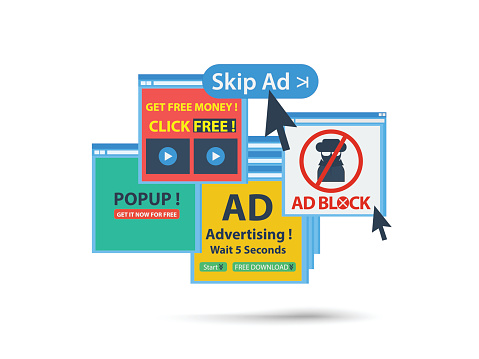 Skip Ad
GET FREE MONEY !
CLICK FREE !
POPUP !
GET IT NOW FOR FREE
AD
Advertising !
Wait 5 Seconds
Start
FREE DOWNLOAD
AD BLOCK